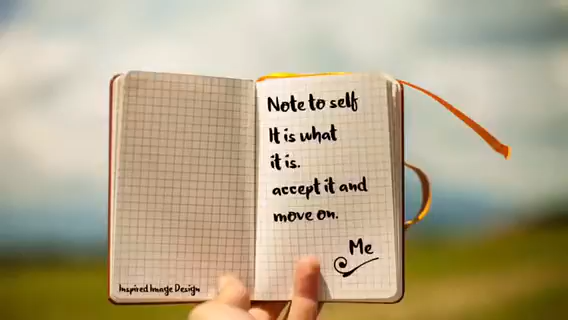 Inspired Image Design
Note to self
It is what
it is.
accept it and
move on.
Me